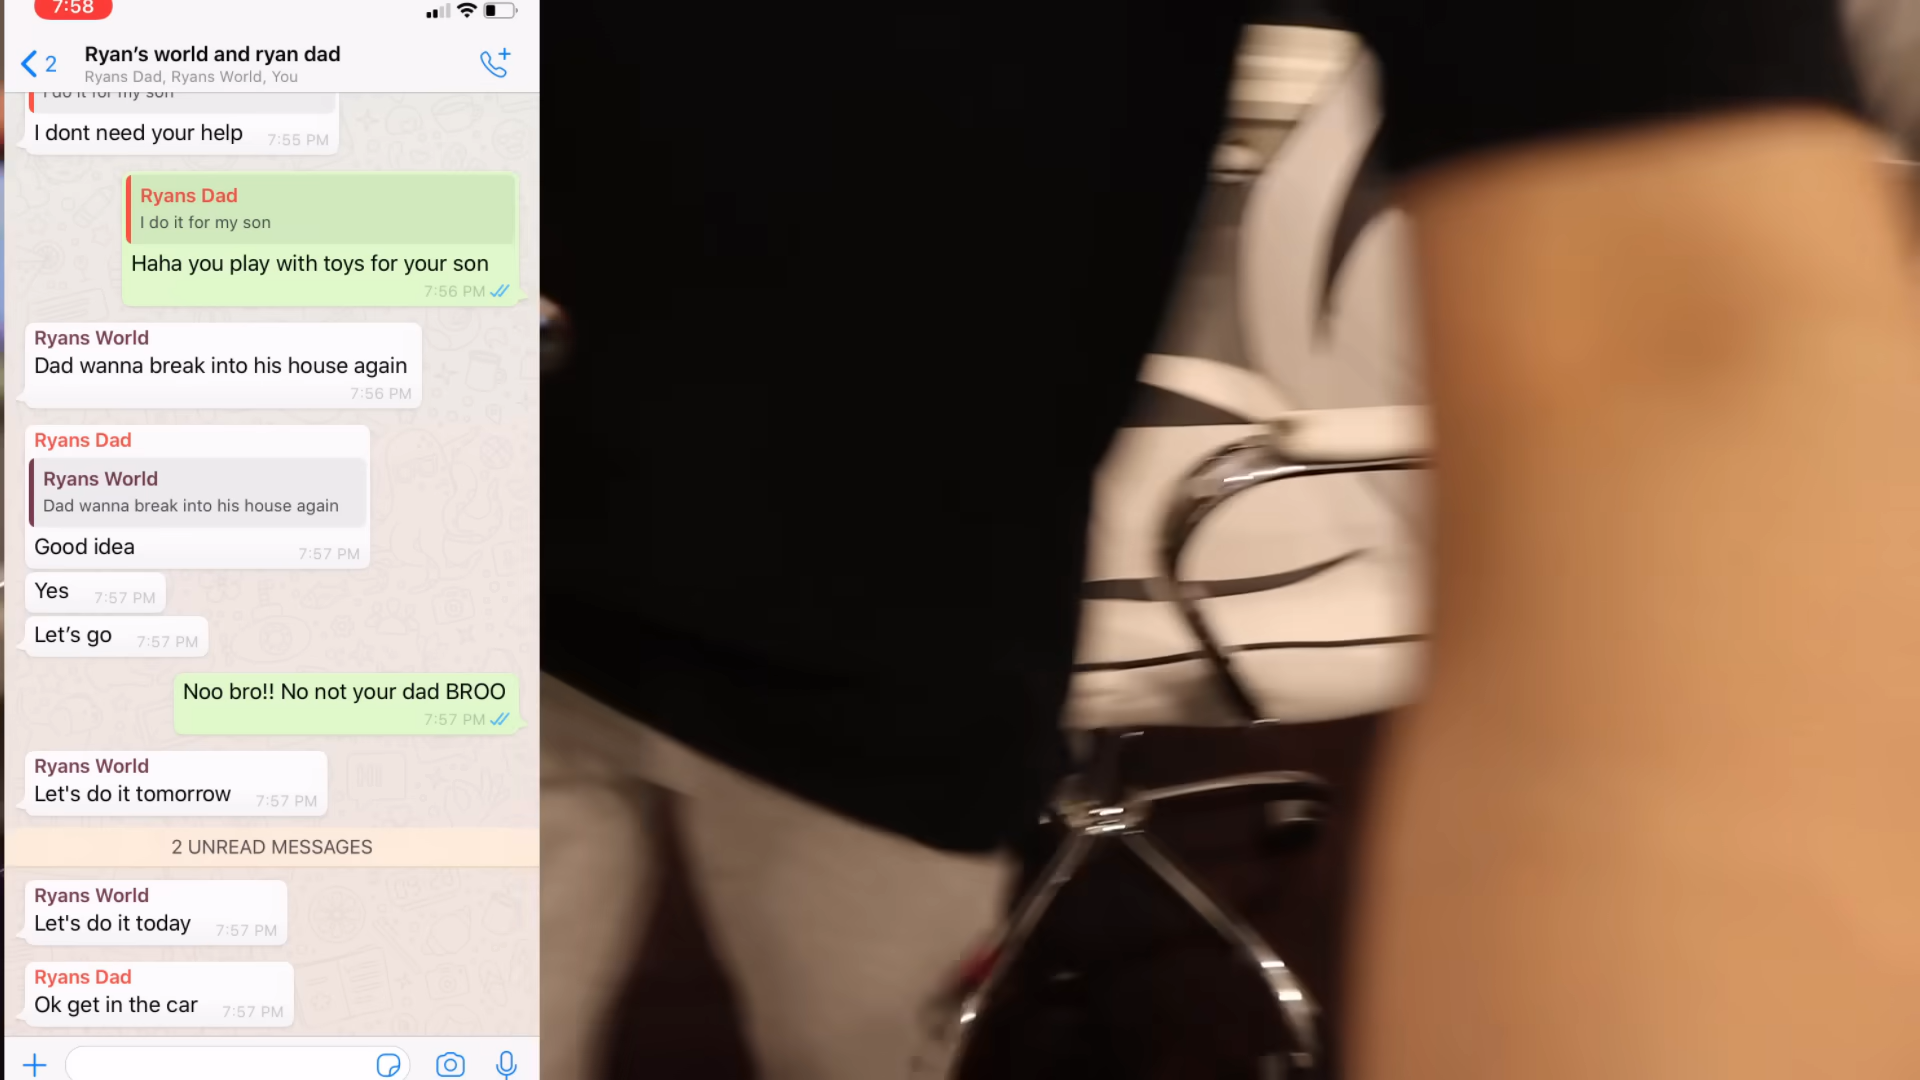 7:58
2
Ryan's world and ryan dad
Ryans Dad, Ryans World, You
I do it for my son
I dont need your help
7:55 PM
Ryans Dad
I do it for my son
Haha you play with toys for your son
7:56 PM
Ryans World
Dad wanna break into his house again
7:56 PM
Ryans Dad
Ryans World
Dad wanna break into his house again
Good idea
7:57 PM
Yes
7:57 PM
Let’s go
7:57 PM
Noo bro!! No not your dad BROO
7:57 PM
Ryans World
Let's do it tomorrow
7:57 PM
2 UNREAD MESSAGES
Ryans World
Let's do it today
7:57 PM
Ryans Dad
Ok get in the car
7:57 PM